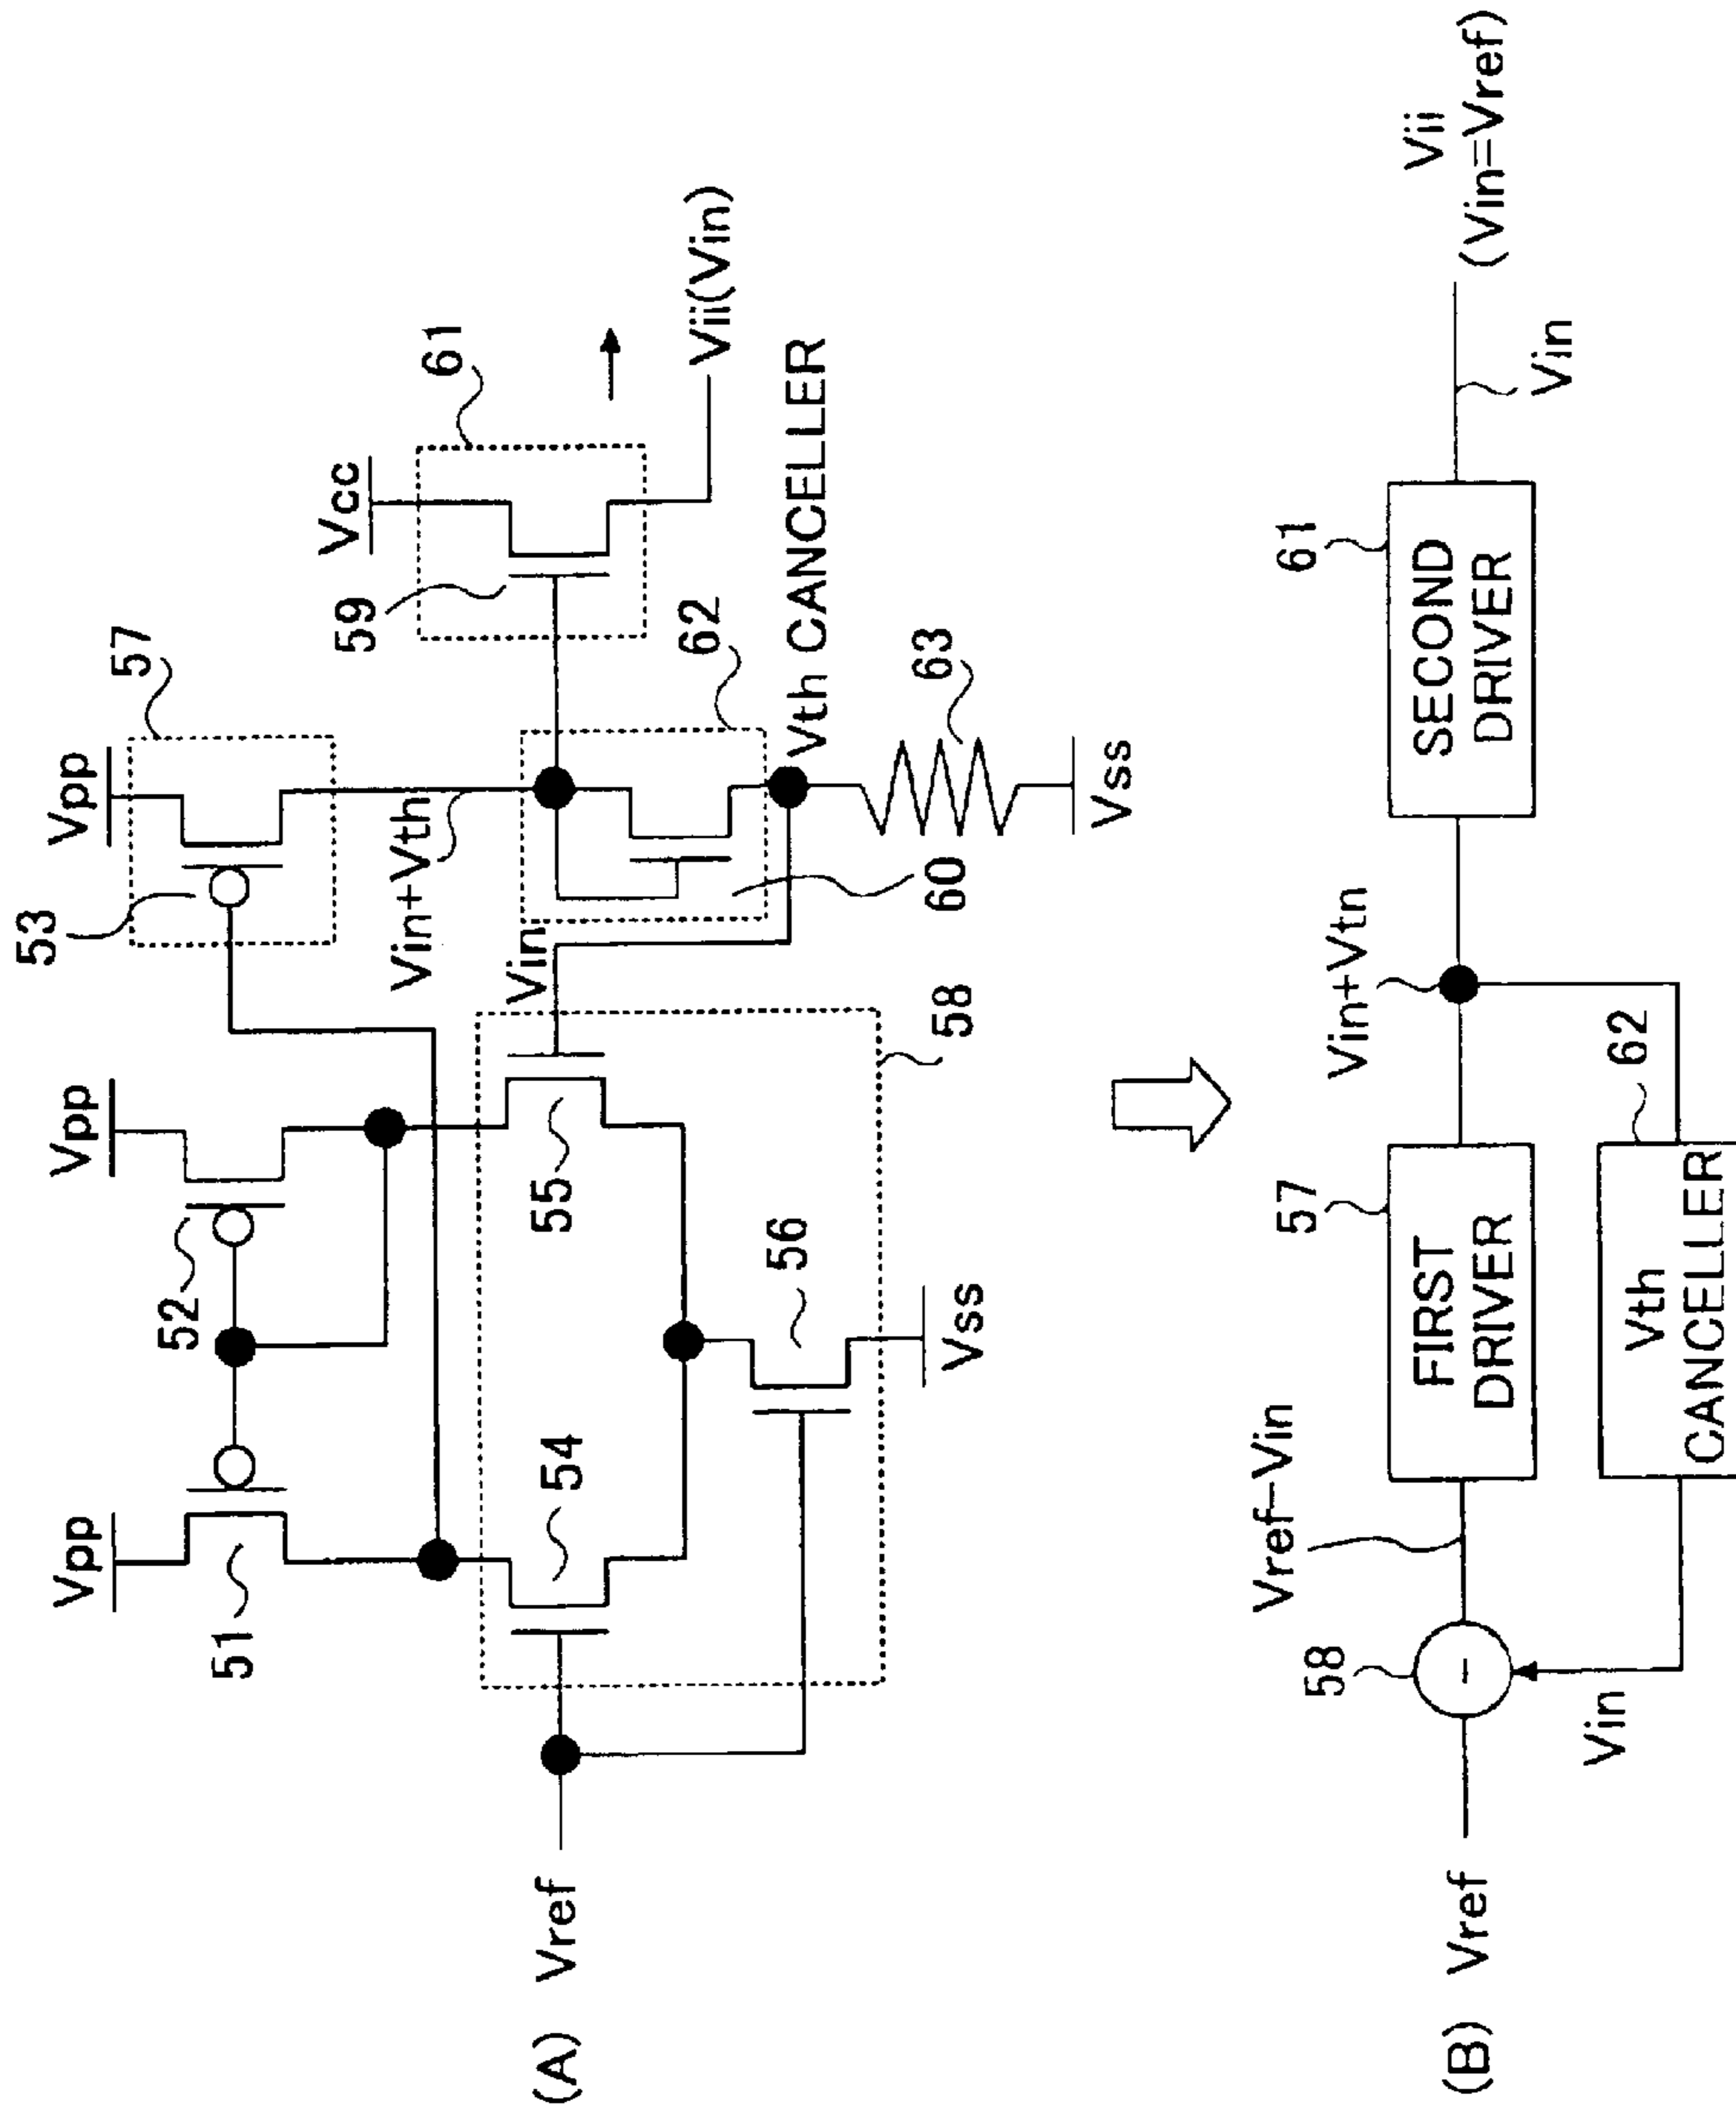 Vpp
51
52
Vpp
Vpp
53
57
Vin+Vth
Vcc
59
61
54
55
Vin
60
62
Vii(Vin)
(A) Vref
56
58
Vth CANCELLER
63
Vss
Vss
Vref-Vin
Vin+Vtn
58
57
61
(B) Vref
-
FIRST
DRIVER
SECOND
DRIVER
Vii
(Vin=Vref)
Vin
Vin
62
Vth
CANCELLER